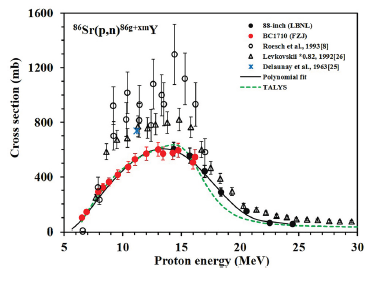 ⁸⁶Sr(p,n)⁸⁶ᵍ⁺ˣᵐY
88-inch (LBNL)
BC1710 (FZJ)
Roesch et al., 1993[8]
Levkovskii *0.82, 1992[26]
Delaunay et al., 1963[25]
Polynomial fit
TALYS
Cross section (mb)
1600
1200
800
400
0
5 10 15 20 25 30
Proton energy (MeV)